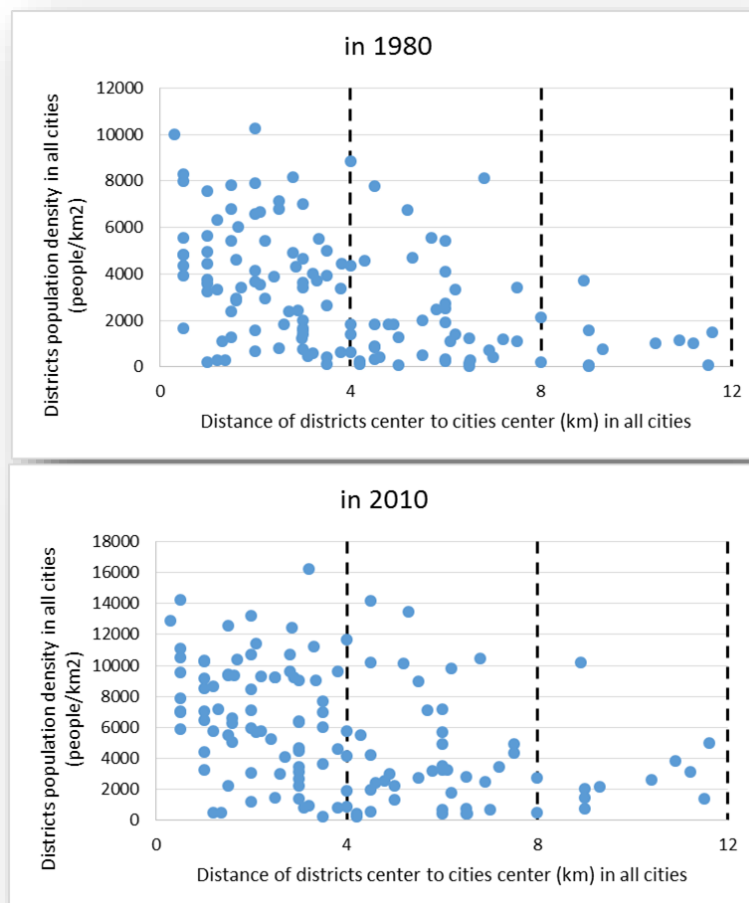 in 1980
Districts population density in all cities
(people/km2)
12000
10000
8000
6000
4000
2000
0
0 4 8 12
Distance of districts center to cities center (km) in all cities
in 2010
Districts population density in all cities
(people/km2)
18000
16000
14000
12000
10000
8000
6000
4000
2000
0
0 4 8 12
Distance of districts center to cities center (km) in all cities